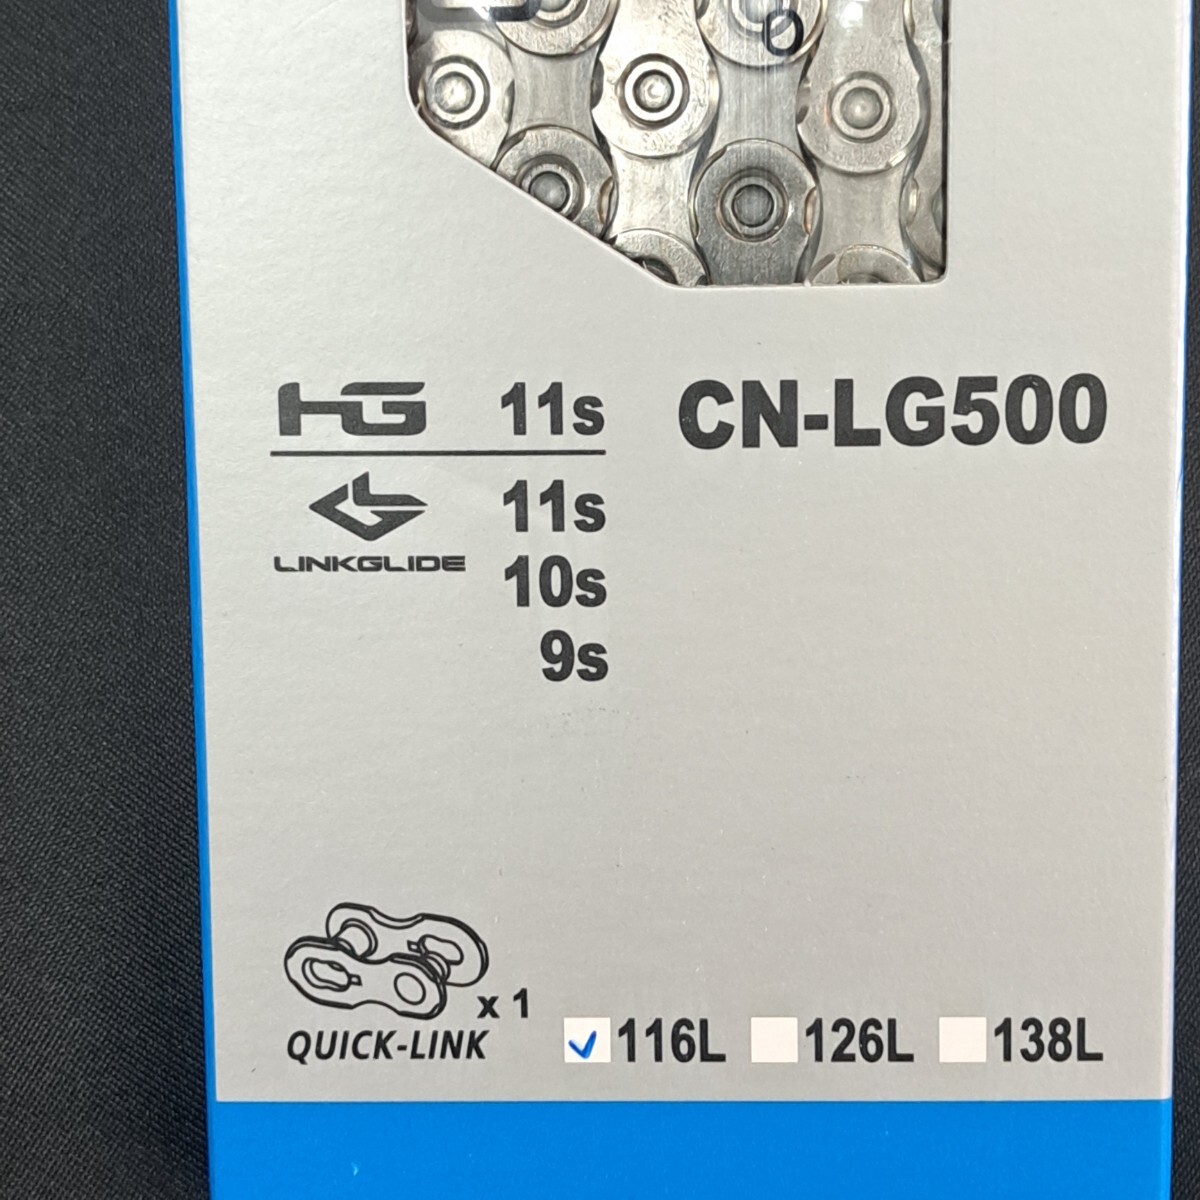 HG 11s
CN-LG500
LINKGLIDE
11s
10s
9s
x 1
QUICK-LINK
116L 126L 138L